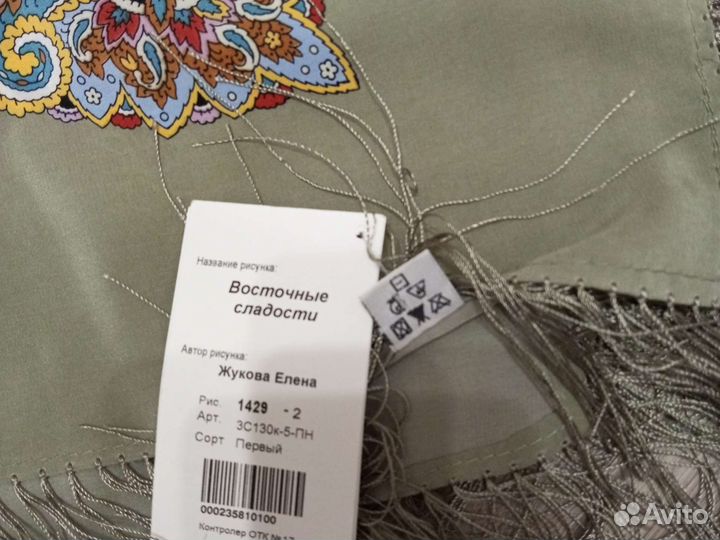 Название рисунка:
Восточные
сладости
Автор рисунка:
Жукова Елена
Рис. 1429 - 2
Арт. 3С130к-5-ПН
Сорт Первый
000235810100
Контролер ОТК №17
Avito